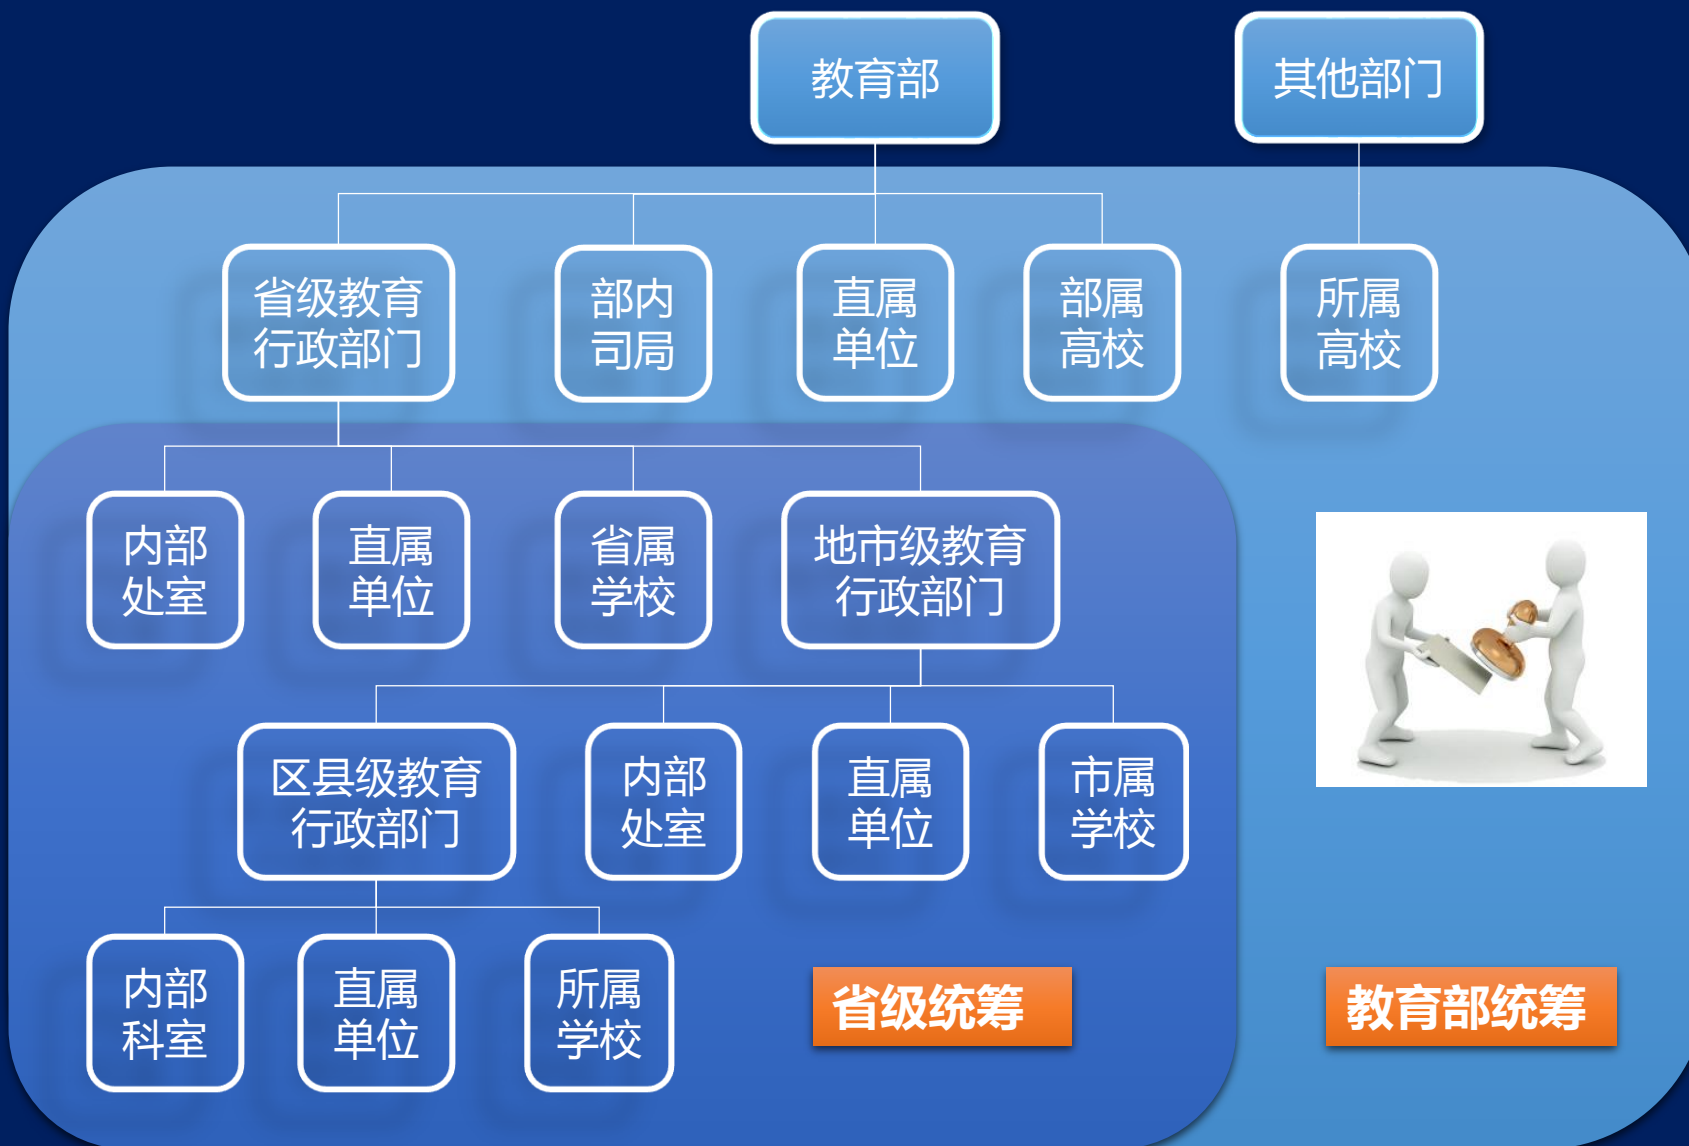 教育部
其他部门
省级教育
行政部门
部内
司局
直属
单位
部属
高校
所属
高校
内部
处室
直属
单位
省属
学校
地市级教育
行政部门
区县级教育
行政部门
内部
处室
直属
单位
市属
学校
内部
科室
直属
单位
所属
学校
省级统筹
教育部统筹